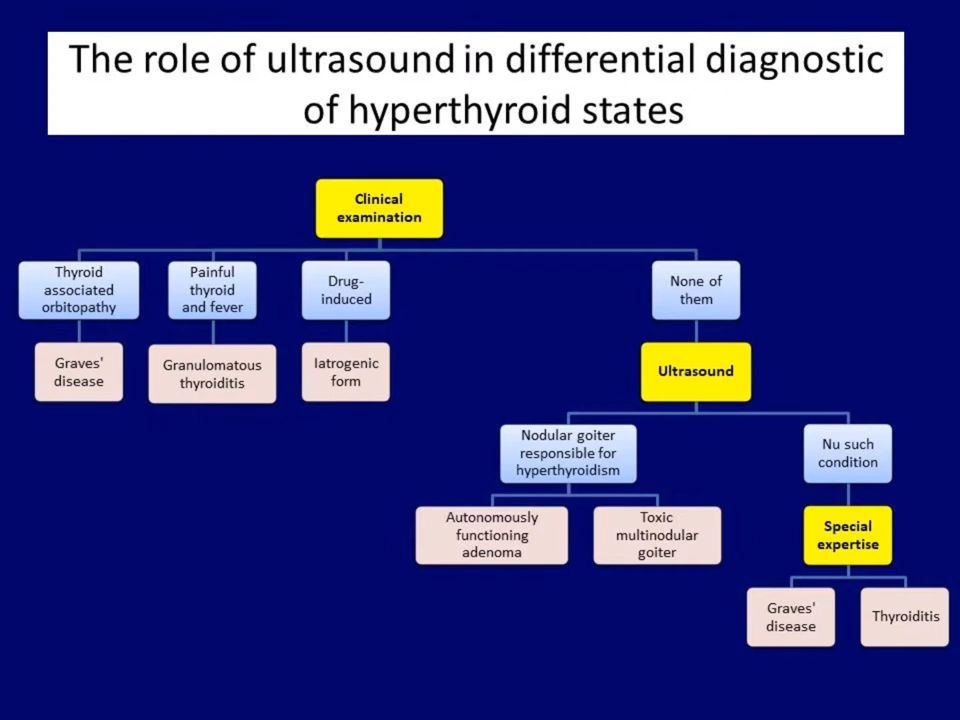 The role of ultrasound in differential diagnostic
of hyperthyroid states
Clinical
examination
Thyroid
associated
orbitopathy
Painful
thyroid
and fever
Drug-
induced
None of
them
Graves'
disease
Granulomatous
thyroiditis
Iatrogenic
form
Ultrasound
Nodular goiter
responsible for
hyperthyroidism
Nu such
condition
Autonomously
functioning
adenoma
Toxic
multinodular
goiter
Special
expertise
Graves'
disease
Thyroiditis